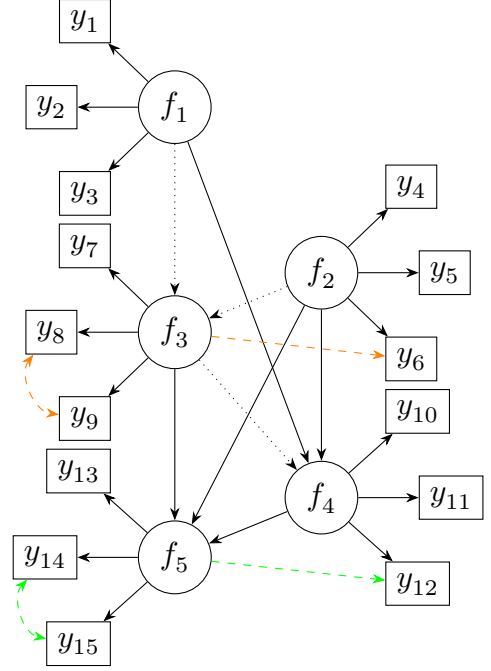 y₁
y₂
f₁
y₃
y₄
y₇
f₂
y₅
y₈
f₃
y₆
y₉
y₁₀
y₁₃
f₄
y₁₁
y₁₄
f₅
y₁₂
y₁₅